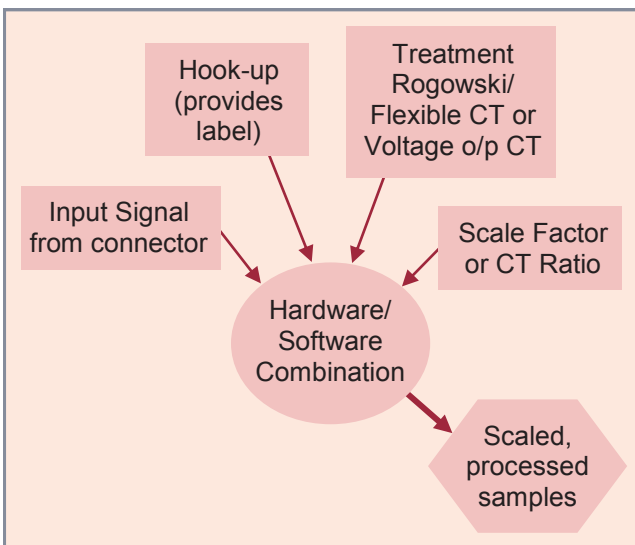 Hook-up
(provides
label)
Treatment
Rogowski/
Flexible CT or
Voltage o/p CT
Input Signal
from connector
Scale Factor
or CT Ratio
Hardware/
Software
Combination
Scaled,
processed
samples